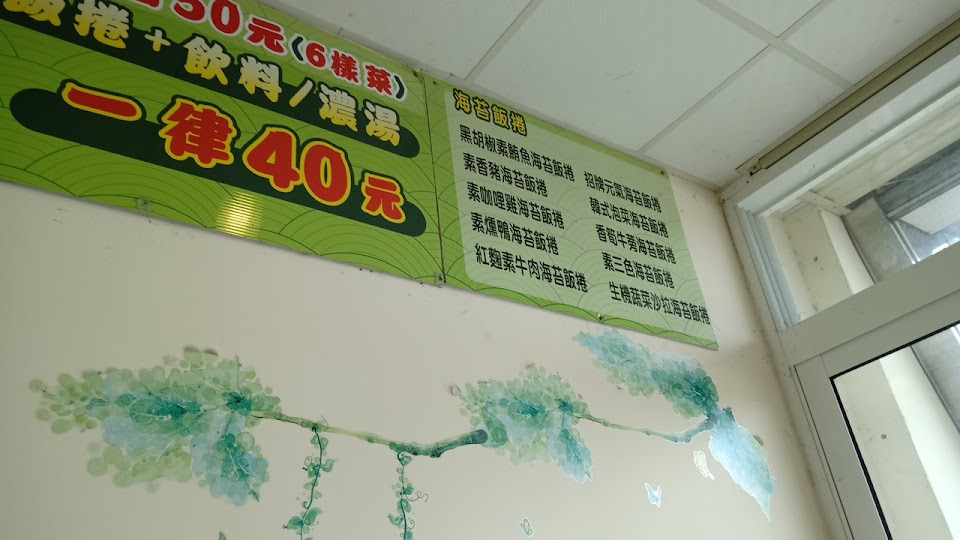 50元(6樣菜)
飯捲+飲料/濃湯
一律40元
海苔飯捲
黑胡椒素鮪魚海苔飯捲
素香豬海苔飯捲
素咖哩雞海苔飯捲
素燻鴨海苔飯捲
紅麴素牛肉海苔飯捲
招牌元氣海苔飯捲
韓式泡菜海苔飯捲
香筍牛蒡海苔飯捲
素三色海苔飯捲
生機蔬菜沙拉海苔飯捲